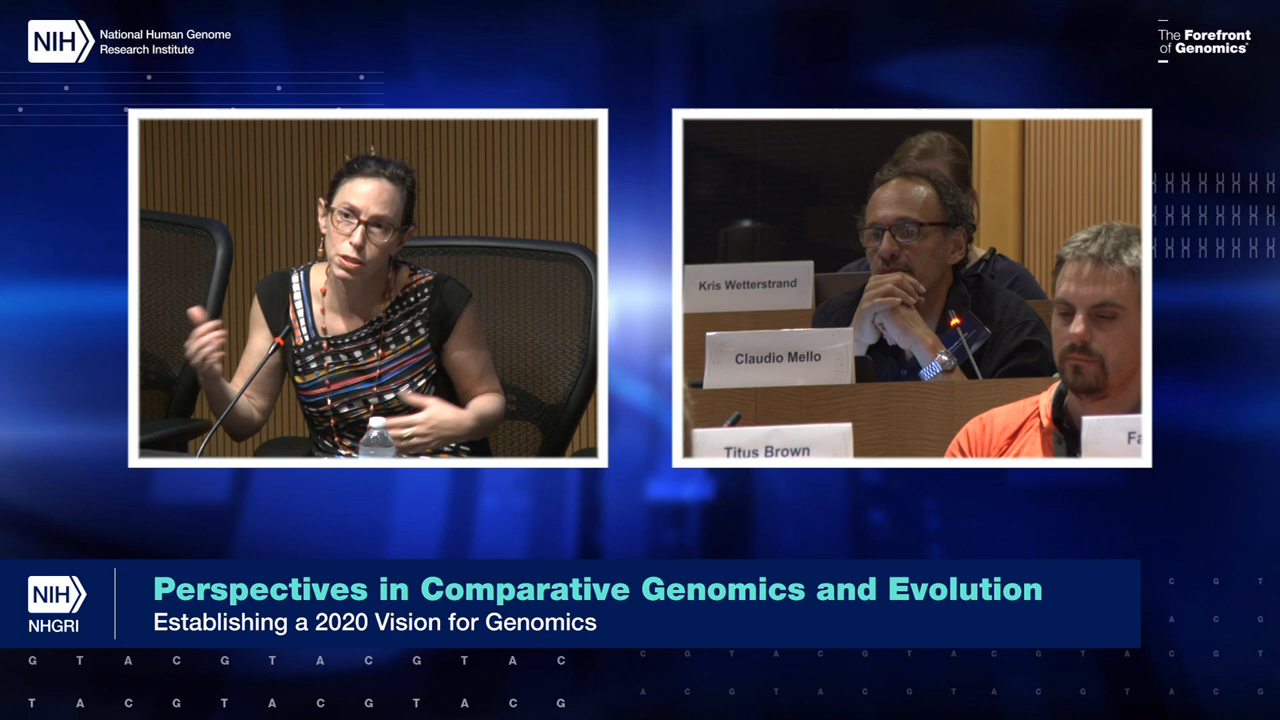 NIH
National Human Genome
Research Institute
The Forefront
of Genomics®
Kris Wetterstrand
Claudio Mello
Titus Brown
Fa
NIH
NHGRI
Perspectives in Comparative Genomics and Evolution
Establishing a 2020 Vision for Genomics
C G T
A C G
G T A C G T A C G T A C
C G T A C G T A C G T A C G T
T A C G T A C G T A C G
A C G T A C G T A C G T A C G